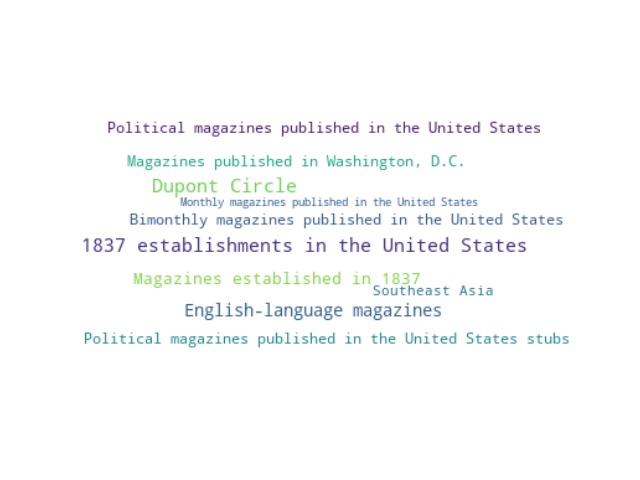 Political magazines published in the United States
Magazines published in Washington, D.C.
Dupont Circle
Monthly magazines published in the United States
Bimonthly magazines published in the United States
1837 establishments in the United States
Magazines established in 1837
Southeast Asia
English-language magazines
Political magazines published in the United States stubs